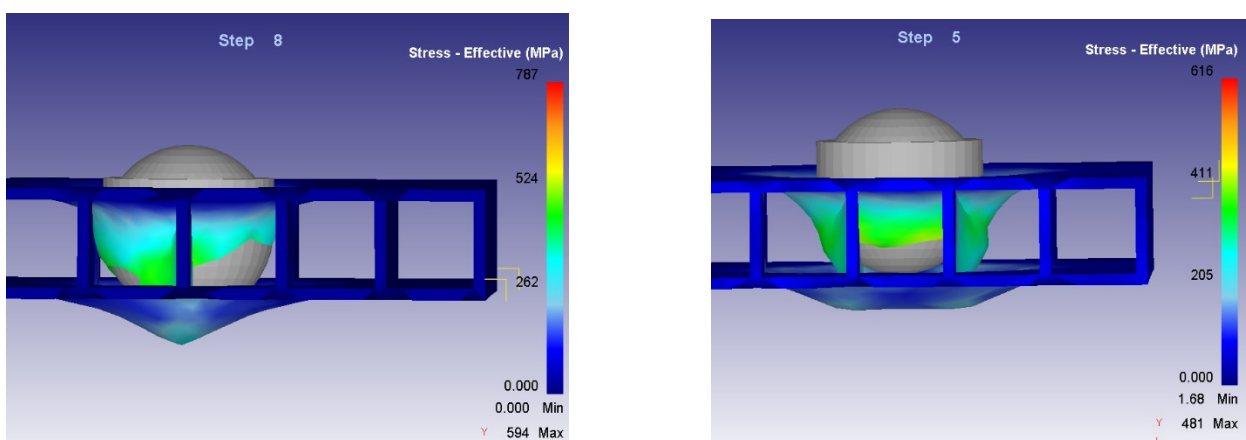 Step 8
Stress - Effective (MPa)
787
524
262
0.000
0.000 Min
Y 594 Max
Step 5
Stress - Effective (MPa)
616
411
205
0.000
1.68 Min
Y 481 Max